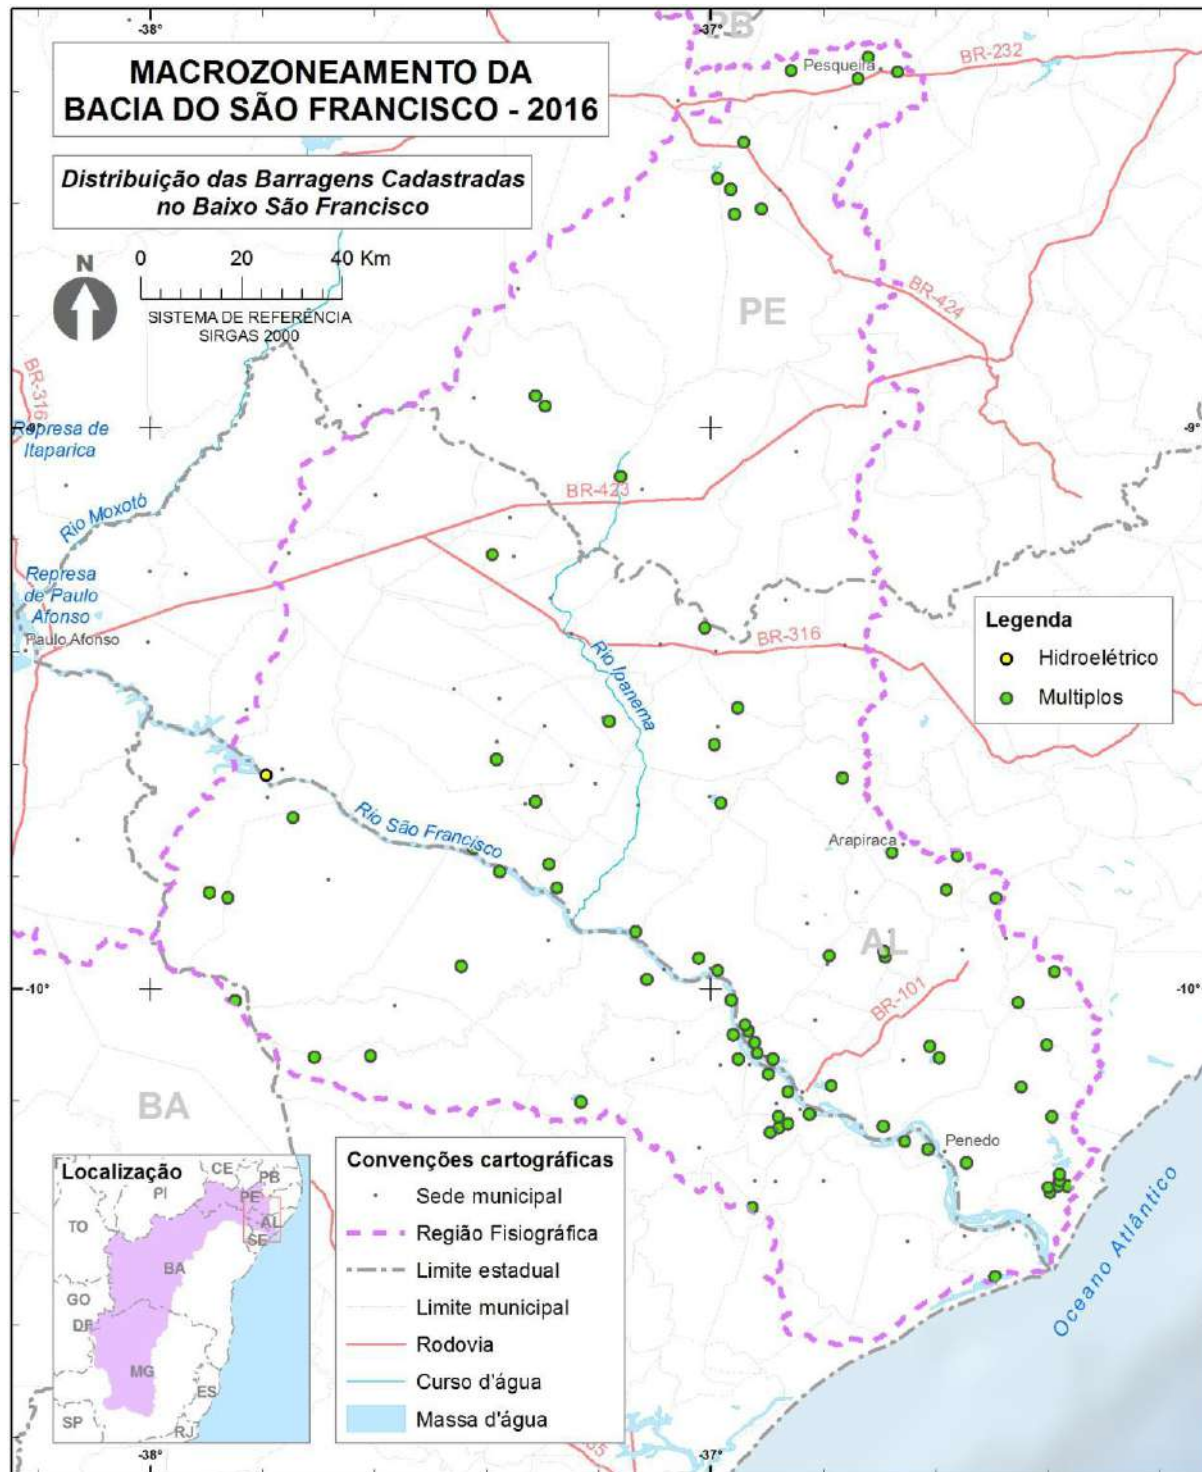 -38°
-37°
PB
MACROZONEAMENTO DA
BACIA DO SÃO FRANCISCO - 2016
Pesqueira
BR-232
Distribuição das Barragens Cadastradas
no Baixo São Francisco
N
0 20 40 Km
SISTEMA DE REFERÊNCIA
SIRGAS 2000
PE
BR-424
BR-316
Represa de
Itaparica
-9°
-9°
Rio Moxotó
BR-423
Represa
de Paulo
Afonso
Paulo Afonso
Rio Ipanema
BR-316
Legenda
Hidroelétrico
Multiplos
Rio São Francisco
Arapiraca
AL
-10°
-10°
BR-101
BA
Penedo
Oceano Atlântico
Localização
CE
PB
PI
PE
TO
AL
SE
BA
GO
DF
MG
ES
SP
RJ
Convenções cartográficas
Sede municipal
Região Fisiográfica
Limite estadual
Limite municipal
Rodovia
Curso d'água
Massa d'água
-38°
-37°